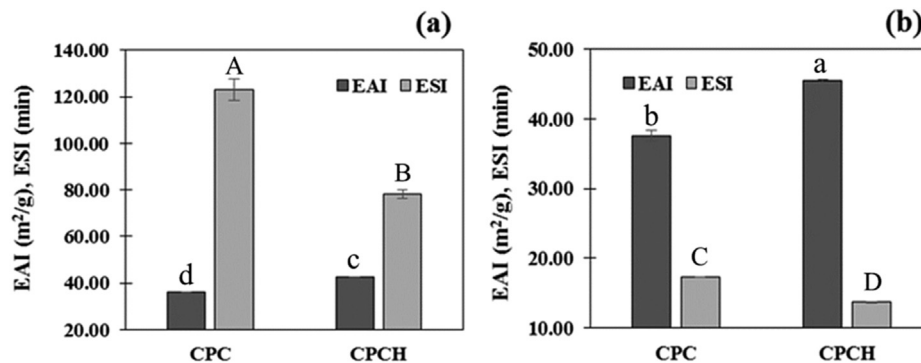 (a)
EAI (m²/g), ESI (min)
140.00
120.00
100.00
80.00
60.00
40.00
20.00
EAI ESI
A
B
d
c
CPC CPCH
(b)
EAI (m²/g), ESI (min)
50.00
40.00
30.00
20.00
10.00
EAI ESI
a
b
C
D
CPC CPCH